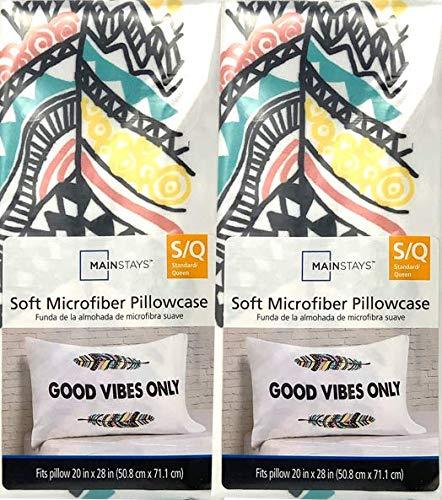 MAINSTAYS™
S/Q
Standard/
Queen
Soft Microfiber Pillowcase
Funda de la almohada de microfibra suave
GOOD VIBES ONLY
Fits pillow 20 in x 28 in (50.8 cm x 71.1 cm)
MAINSTAYS™
S/Q
Standard/
Queen
Soft Microfiber Pillowcase
Funda de la almohada de microfibra suave
GOOD VIBES ONLY
Fits pillow 20 in x 28 in (50.8 cm x 71.1 cm)